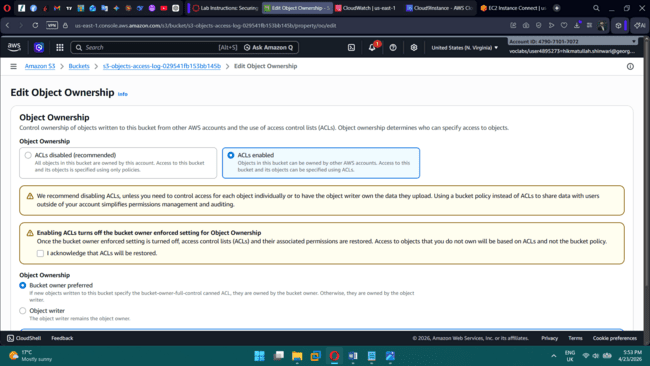 Lab Instructions: Securing
Edit Object Ownership - S
CloudWatch | us-east-1
CloudInstance - AWS Clo
EC2 Instance Connect | us-e
VPN
us-east-1.console.aws.amazon.com/s3/bucket/s3-objects-access-log-029541fb153bb145b/property/oo/edit
Ai
aws
Search
[Alt+S]
Ask Amazon Q
1
United States (N. Virginia)
Account ID: 4790-7101-7072
voclabs/user4895273=hikmatullah.shinwari@georg...
Amazon S3 > Buckets > s3-objects-access-log-029541fb153bb145b > Edit Object Ownership
Edit Object Ownership Info
Object Ownership
Control ownership of objects written to this bucket from other AWS accounts and the use of access control lists (ACLs). Object ownership determines who can specify access to objects.
Object Ownership
ACLs disabled (recommended)
All objects in this bucket are owned by this account. Access to this bucket and its objects is specified using only policies.
ACLs enabled
Objects in this bucket can be owned by other AWS accounts. Access to this bucket and its objects can be specified using ACLs.
We recommend disabling ACLs, unless you need to control access for each object individually or to have the object writer own the data they upload. Using a bucket policy instead of ACLs to share data with users
outside of your account simplifies permissions management and auditing.
Enabling ACLs turns off the bucket owner enforced setting for Object Ownership
Once the bucket owner enforced setting is turned off, access control lists (ACLs) and their associated permissions are restored. Access to objects that you do not own will be based on ACLs and not the bucket policy.
I acknowledge that ACLs will be restored.
Object Ownership
Bucket owner preferred
If new objects written to this bucket specify the bucket-owner-full-control canned ACL, they are owned by the bucket owner. Otherwise, they are owned by the object
writer.
Object writer
The object writer remains the object owner.
CloudShell
Feedback
© 2026, Amazon Web Services, Inc. or its affiliates.
Privacy
Terms
Cookie preferences
17°C
Mostly sunny
ENG
UK
5:53 PM
4/23/2026